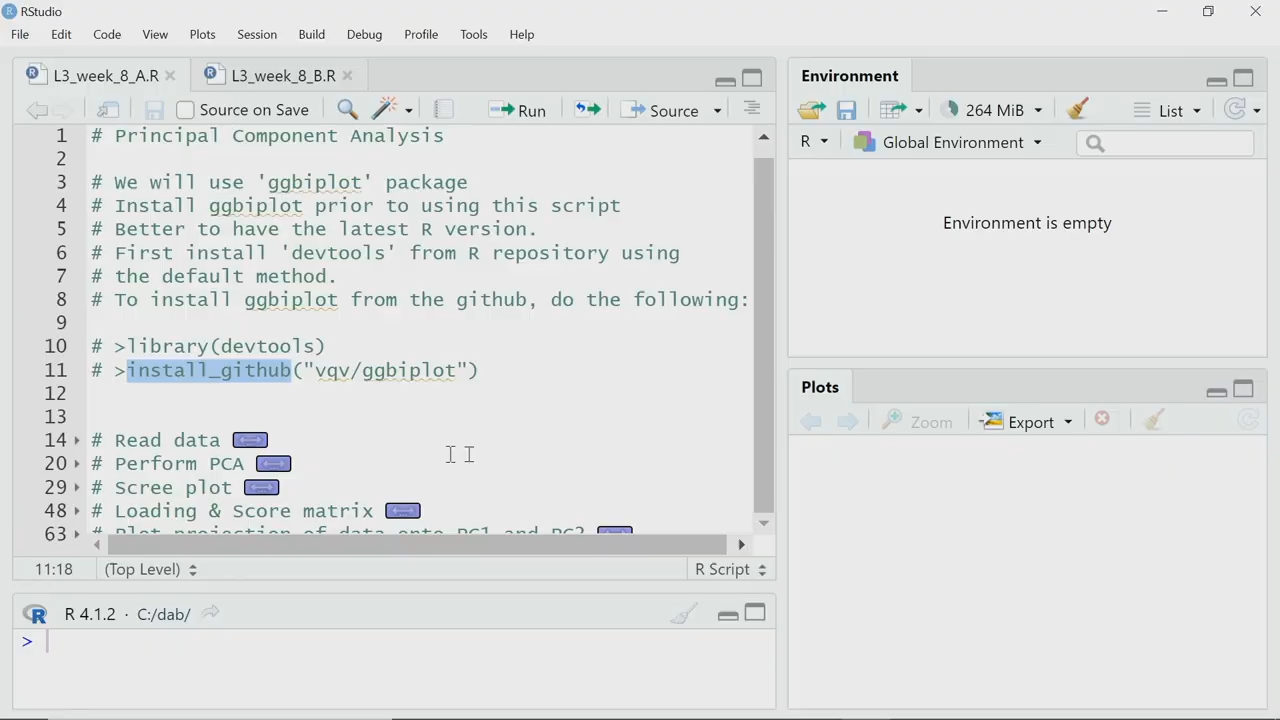 RStudio
File Edit Code View Plots Session Build Debug Profile Tools Help
L3_week_8_A.R L3_week_8_B.R
Source on Save Run Source
1 # Principal Component Analysis
2
3 # We will use 'ggbiplot' package
4 # Install ggbiplot prior to using this script
5 # Better to have the latest R version.
6 # First install 'devtools' from R repository using
7 # the default method.
8 # To install ggbiplot from the github, do the following:
9
10 # >library(devtools)
11 # >install_github("vqv/ggbiplot")
12
13
14 # Read data
20 # Perform PCA
29 # Scree plot
48 # Loading & Score matrix
63 # Plot projection of data onto PC1 and PC2
11:18 (Top Level) R Script
R 4.1.2 · C:/dab/
>
Environment
264 MiB List
R Global Environment
Environment is empty
Plots
Zoom Export